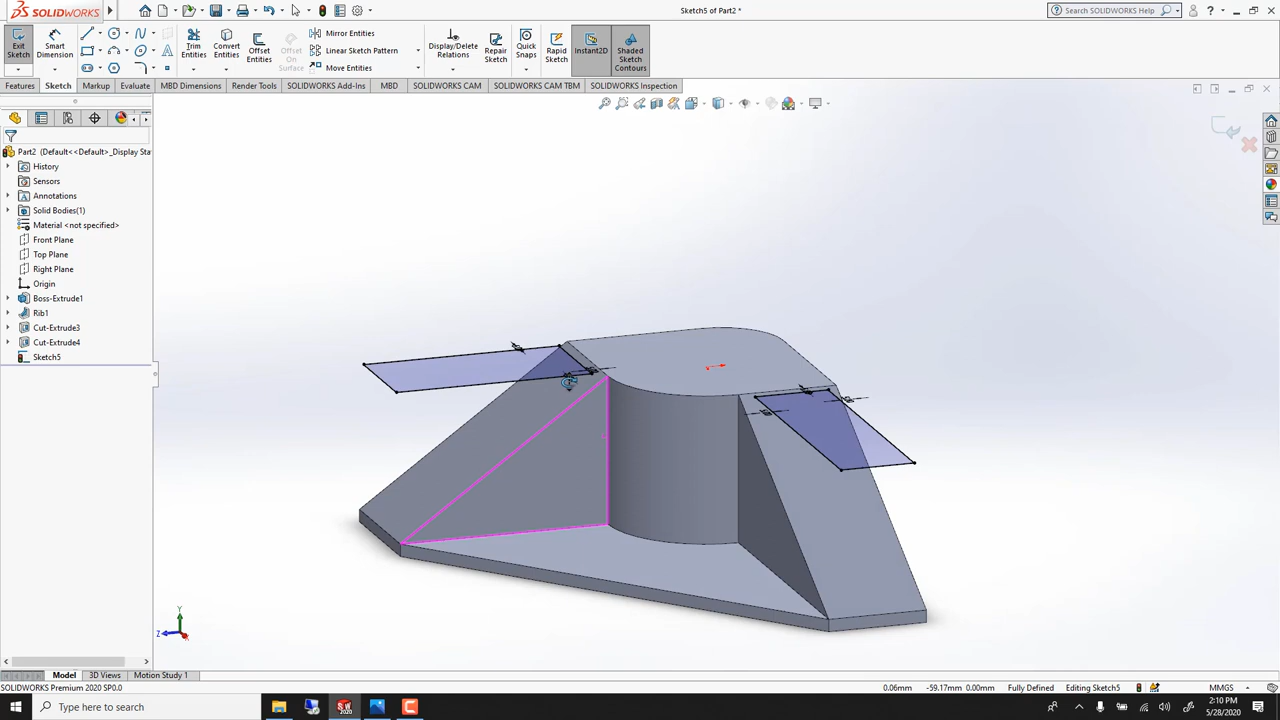 SOLIDWORKS
Sketch5 of Part2 *
Search SOLIDWORKS Help
Exit Sketch
Smart Dimension
Trim Entities
Convert Entities
Offset Entities
Offset On Surface
Mirror Entities
Linear Sketch Pattern
Move Entities
Display/Delete Relations
Repair Sketch
Quick Snaps
Rapid Sketch
Instant2D
Shaded Sketch Contours
Features
Sketch
Markup
Evaluate
MBD Dimensions
Render Tools
SOLIDWORKS Add-Ins
MBD
SOLIDWORKS CAM
SOLIDWORKS CAM TBM
SOLIDWORKS Inspection
Part2 (Default<<Default>_Display Sta
History
Sensors
Annotations
Solid Bodies(1)
Material <not specified>
Front Plane
Top Plane
Right Plane
Origin
Boss-Extrude1
Rib1
Cut-Extrude3
Cut-Extrude4
Sketch5
Y
Z
X
Model
3D Views
Motion Study 1
SOLIDWORKS Premium 2020 SP0.0
0.06mm
-59.17mm
0.00mm
Fully Defined
Editing Sketch5
MMGS
Type here to search
2:10 PM
5/28/2020